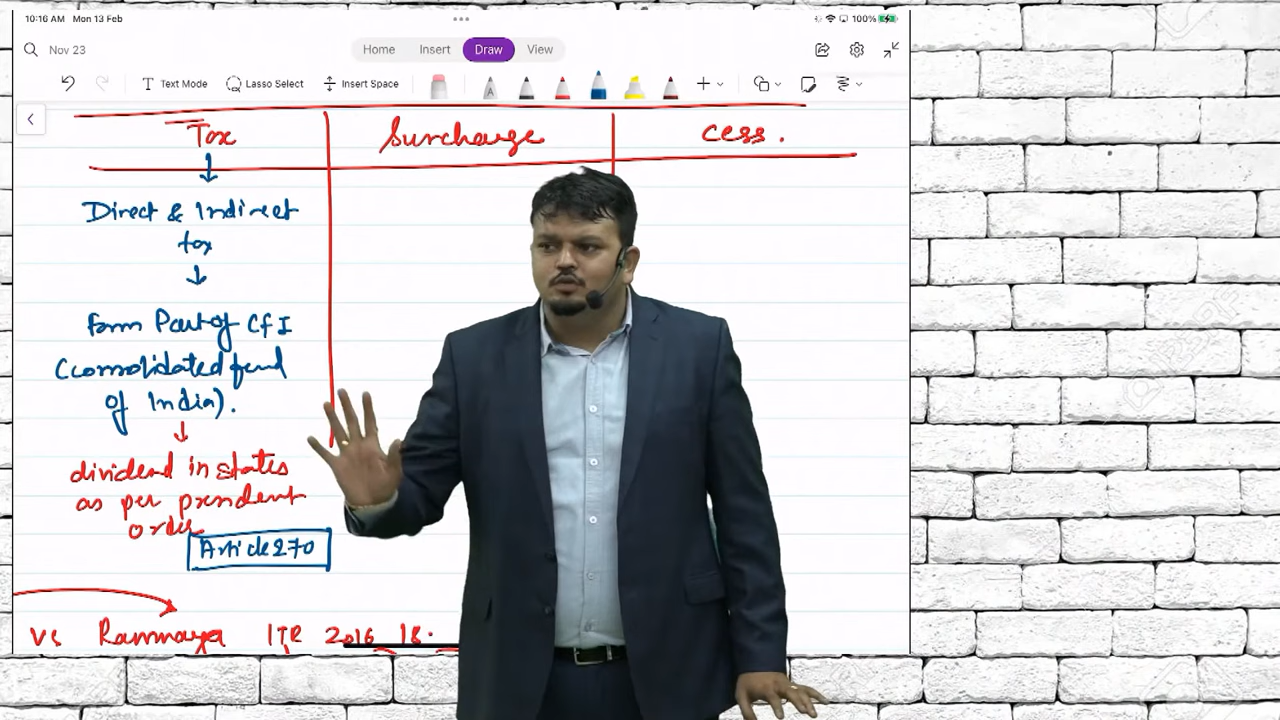 10:16 AM Mon 13 Feb
100%
Nov 23
Home Insert Draw View
Text Mode Lasso Select Insert Space
Tax Surcharge Cess.
Direct & Indirect
tax
form Part of CfI
(consolidated fund
of India).
dividend in states
as per president
order
Article 270
vs Rammaya ITR 2016 18.